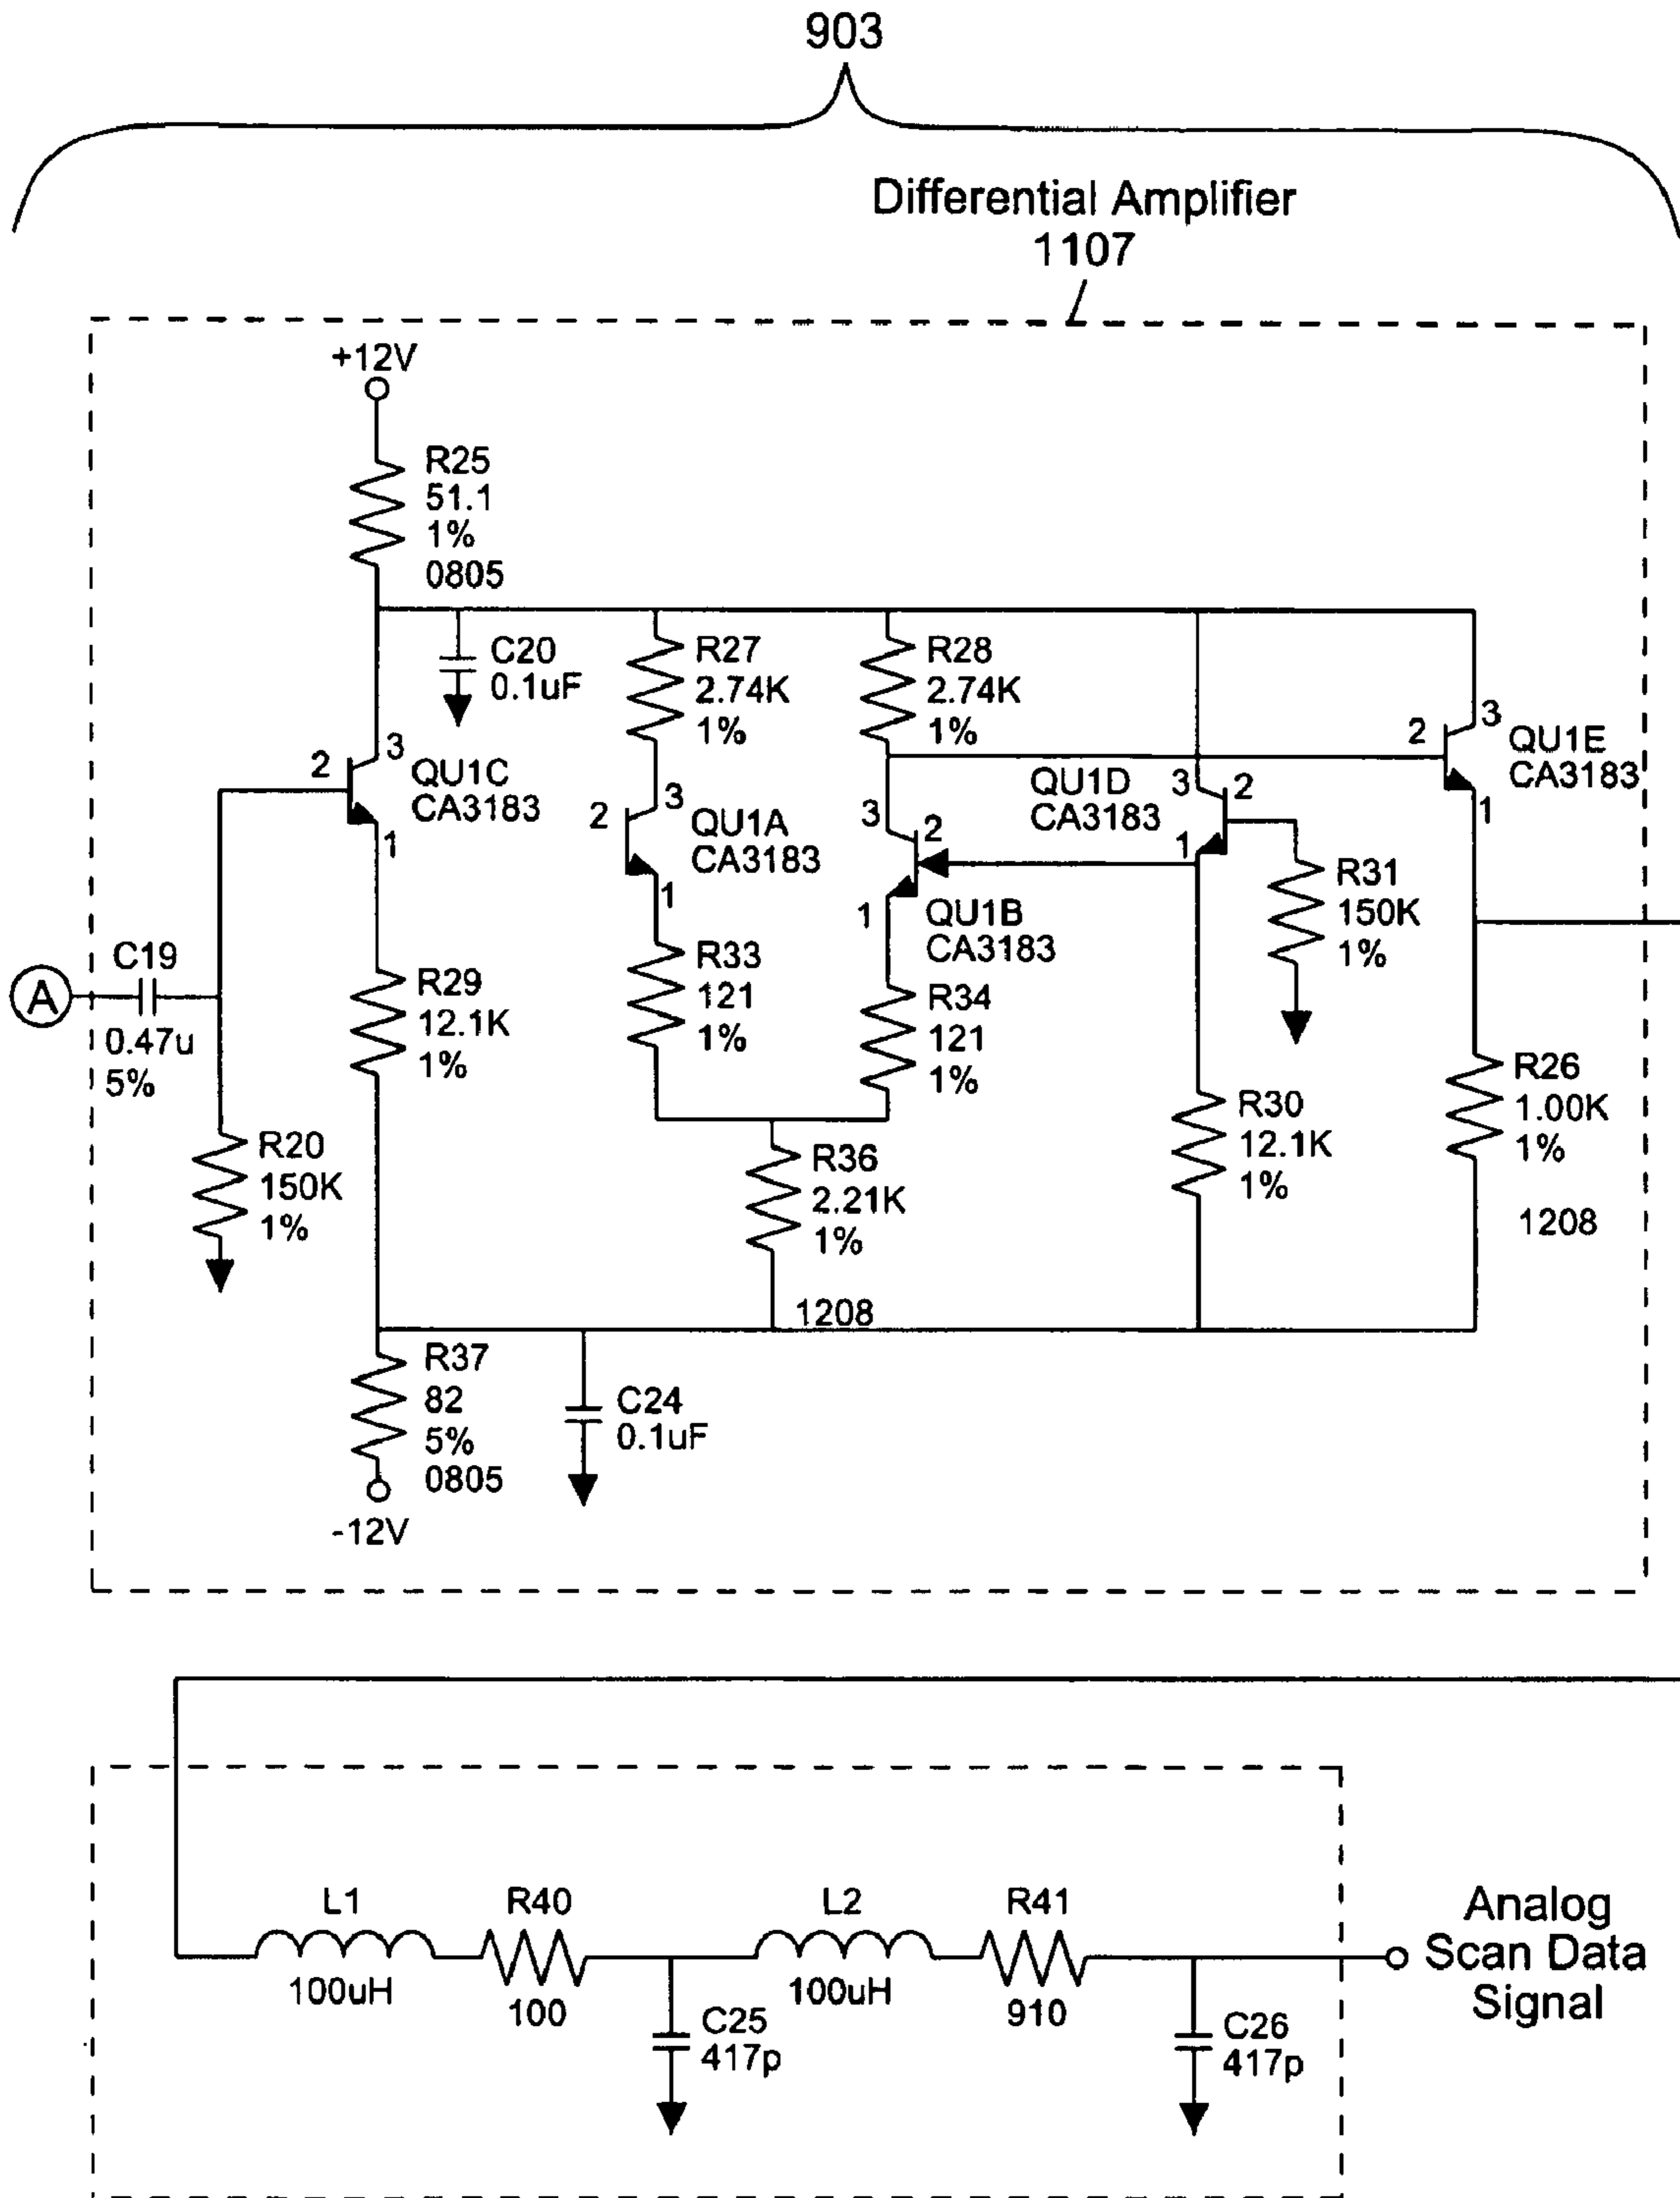 903
Differential Amplifier
1107
+12V
R25
51.1
1%
0805
C20
0.1uF
R27
2.74K
1%
R28
2.74K
1%
2
3
QU1C
CA3183
1
2
3
QU1A
CA3183
1
3
2
1
QU1B
CA3183
QU1D
CA3183
3
2
1
2
3
QU1E
CA3183
1
R31
150K
1%
A
C19
0.47u
5%
R29
12.1K
1%
R33
121
1%
R34
121
1%
R20
150K
1%
R36
2.21K
1%
R30
12.1K
1%
R26
1.00K
1%
1208
1208
R37
82
5%
0805
-12V
C24
0.1uF
L1
100uH
R40
100
C25
417p
L2
100uH
R41
910
C26
417p
Analog
Scan Data
Signal